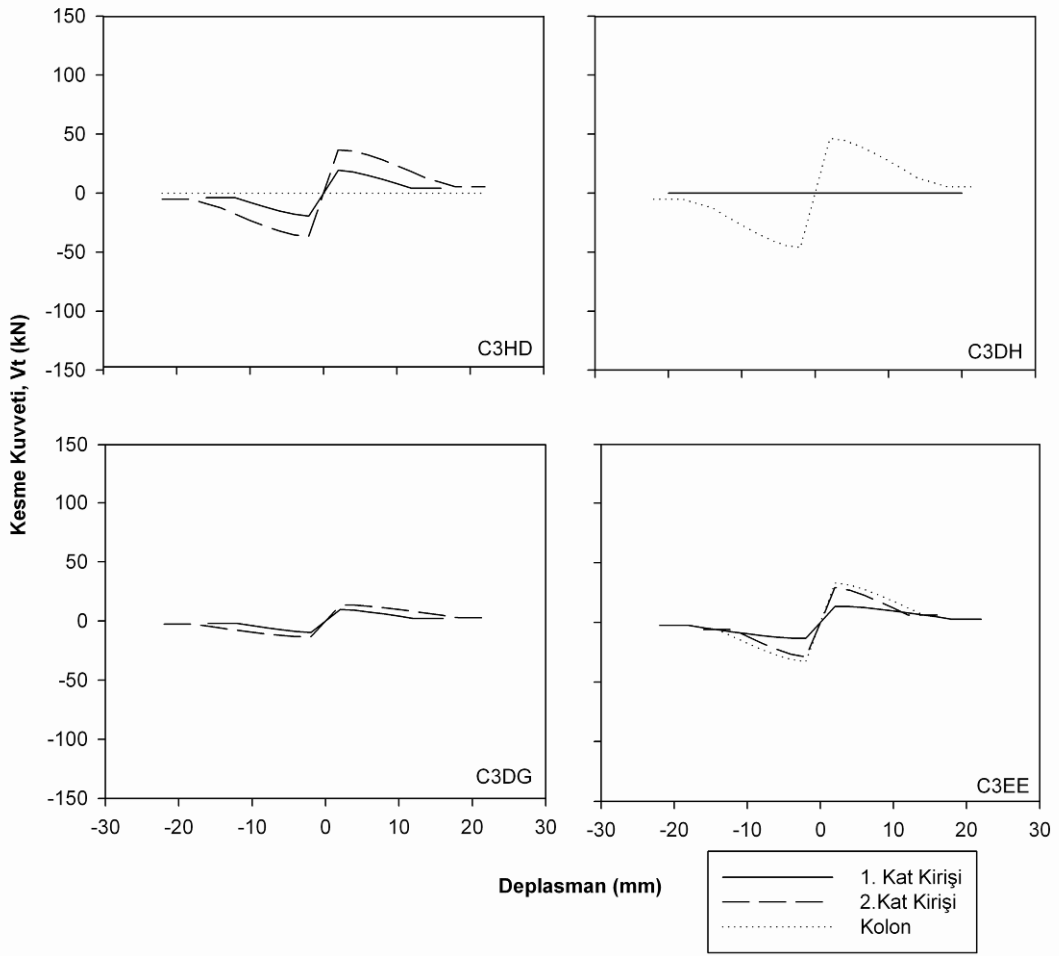 150
100
50
0
-50
-100
-150
C3HD
C3DH
Kesme Kuvveti, Vt (kN)
150
100
50
0
-50
-100
-150
C3DG
C3EE
-30 -20 -10 0 10 20 30
-30 -20 -10 0 10 20 30
Deplasman (mm)
1. Kat Kirişi
2.Kat Kirişi
Kolon